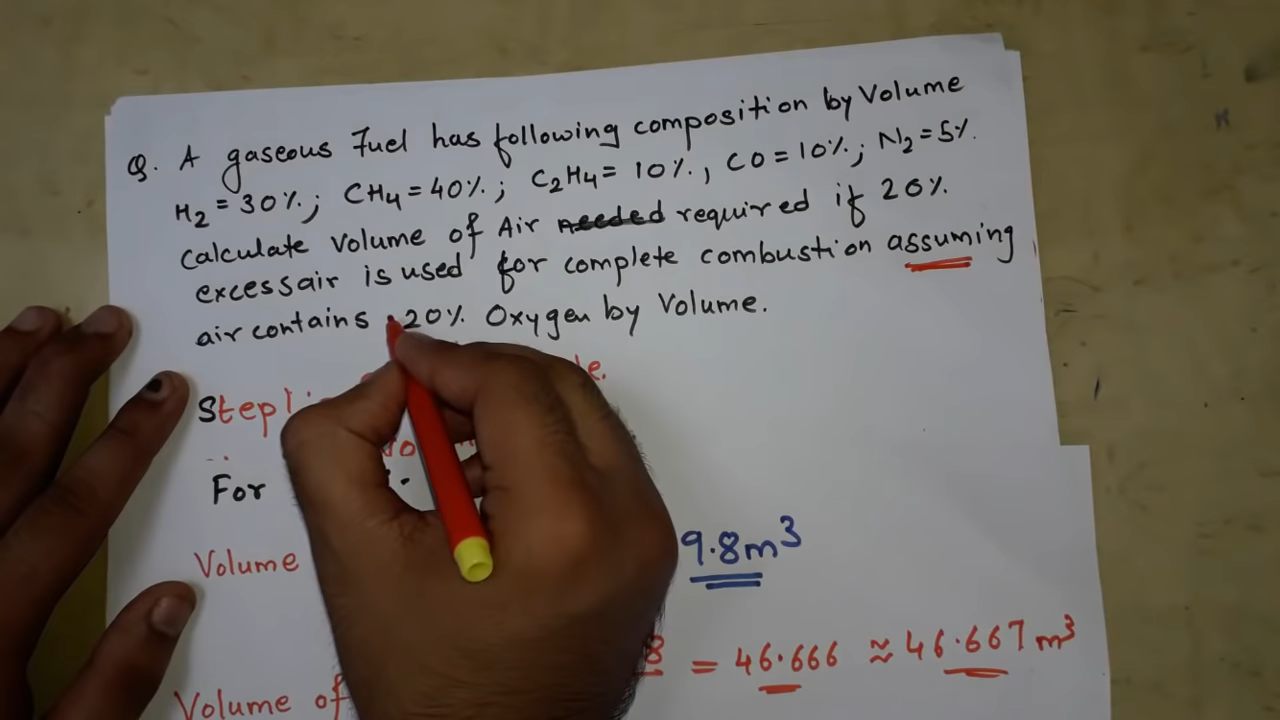 Q. A gaseous Fuel has following composition by Volume
H2 = 30%; CH4 = 40%; C2H4 = 10%, CO = 10%; N2 = 5%.
calculate Volume of Air needed required if 20%
excessair is used for complete combustion assuming
air contains 20% Oxygen by Volume.
Step
For
Volume 9.8m³
Volume of 8 = 46.666 ≈ 46.667 m³